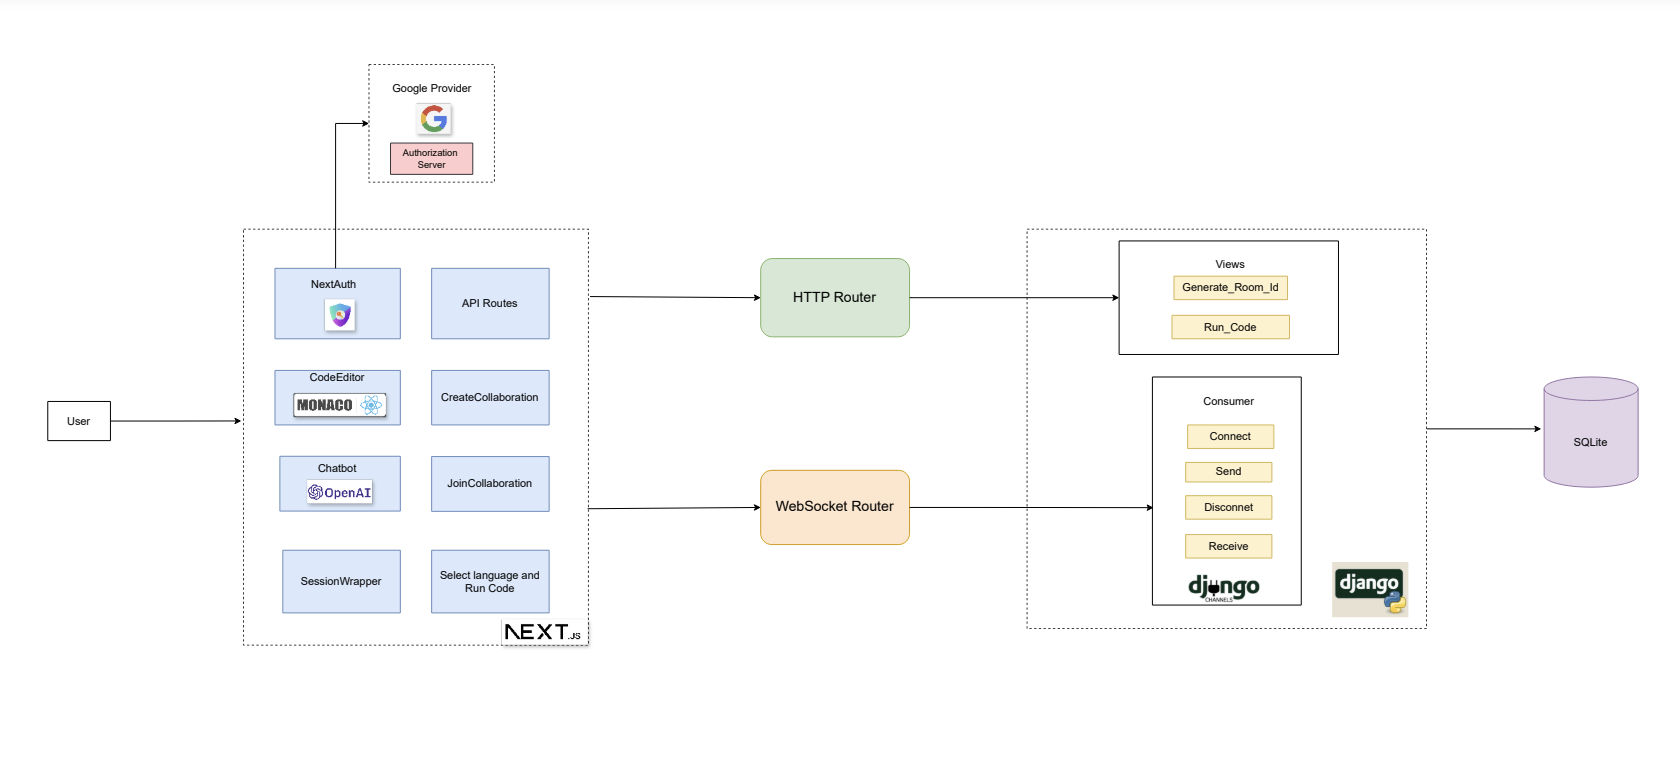 Google Provider
Authorization
Server
NextAuth
API Routes
CodeEditor
MONACO
CreateCollaboration
Chatbot
OpenAI
JoinCollaboration
SessionWrapper
Select language and
Run Code
NEXT.JS
User
HTTP Router
WebSocket Router
Views
Generate_Room_Id
Run_Code
Consumer
Connect
Send
Disconnet
Receive
django
CHANNELS
django
SQLite